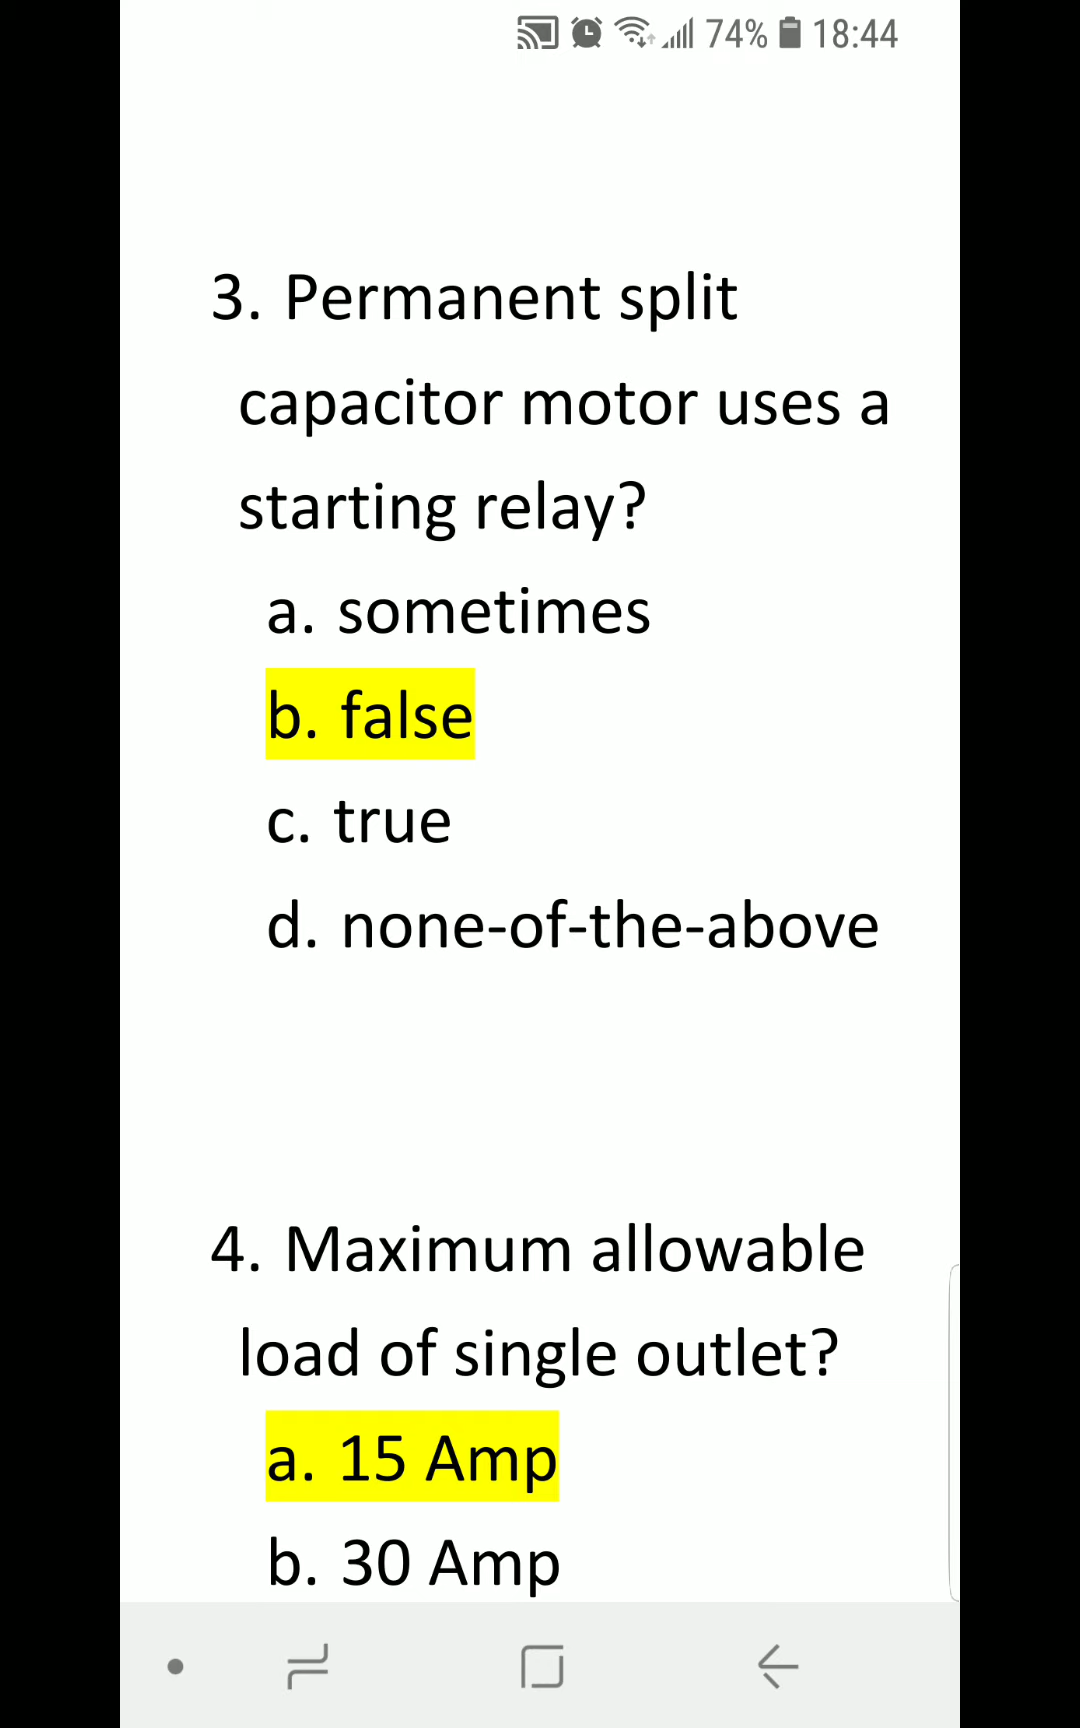 74% 18:44
3. Permanent split
capacitor motor uses a
starting relay?
a. sometimes
b. false
c. true
d. none-of-the-above
4. Maximum allowable
load of single outlet?
a. 15 Amp
b. 30 Amp